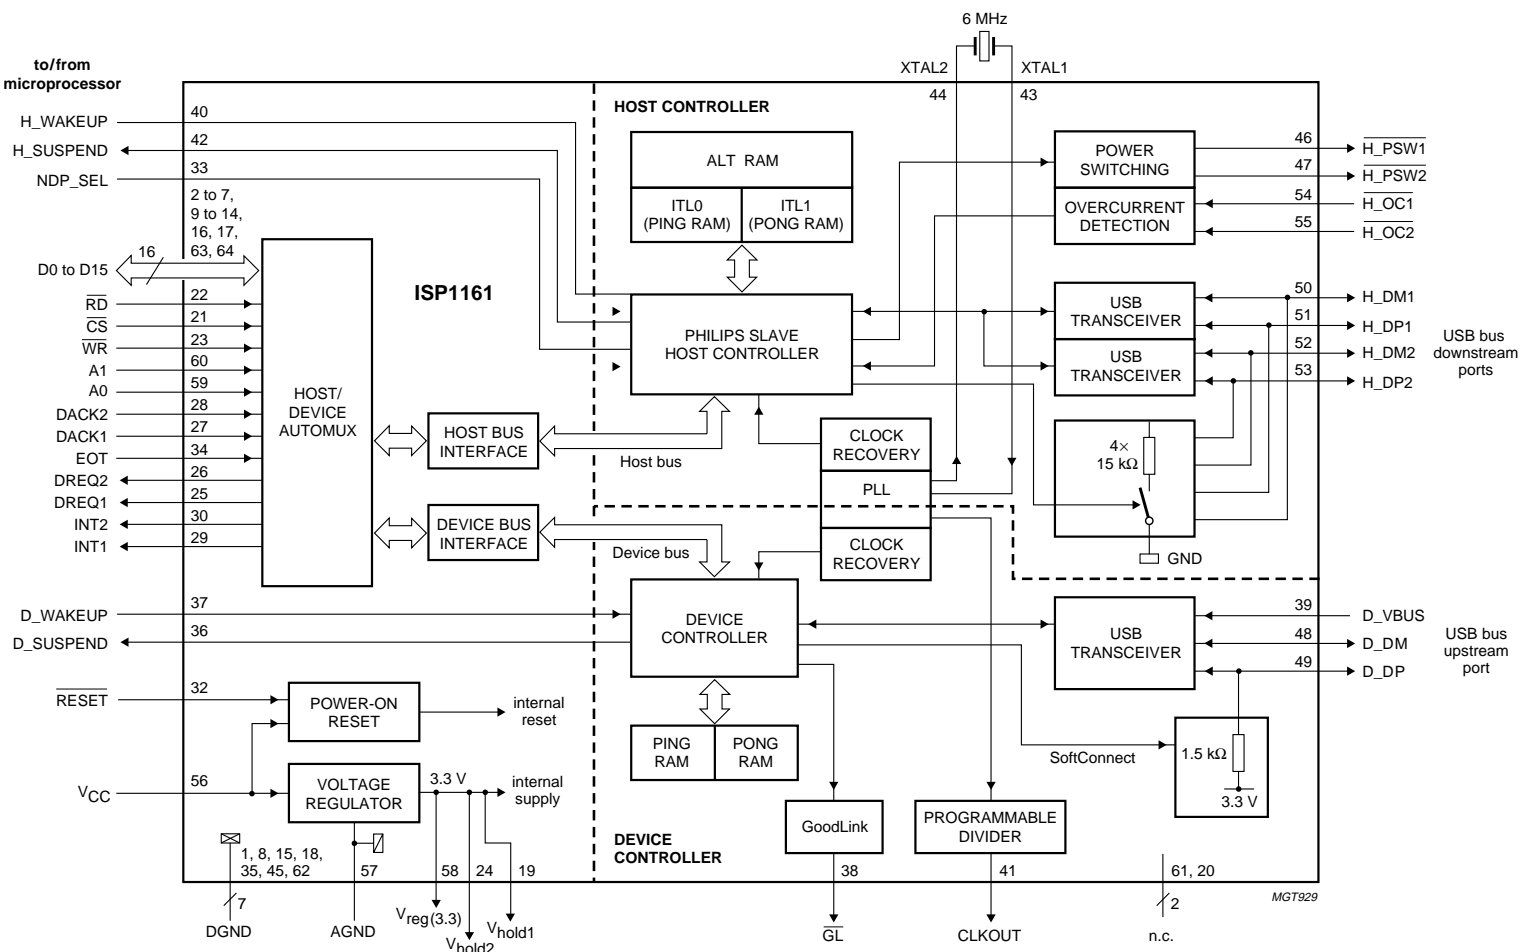 6 MHz
to/from
microprocessor
XTAL2
XTAL1
44
43
H_WAKEUP
40
H_SUSPEND
42
NDP_SEL
33
2 to 7,
9 to 14,
16, 17,
63, 64
D0 to D15
16
RD
22
CS
21
WR
23
A1
60
A0
59
DACK2
28
DACK1
27
EOT
34
DREQ2
26
DREQ1
25
INT2
30
INT1
29
HOST/
DEVICE
AUTOMUX
ISP1161
HOST BUS
INTERFACE
DEVICE BUS
INTERFACE
Host bus
Device bus
HOST CONTROLLER
ALT RAM
ITL0
(PING RAM)
ITL1
(PONG RAM)
PHILIPS SLAVE
HOST CONTROLLER
CLOCK
RECOVERY
PLL
CLOCK
RECOVERY
POWER
SWITCHING
OVERCURRENT
DETECTION
46
H_PSW1
47
H_PSW2
54
H_OC1
55
H_OC2
USB
TRANSCEIVER
USB
TRANSCEIVER
50
H_DM1
51
H_DP1
52
H_DM2
53
H_DP2
USB bus
downstream
ports
4×
15 kΩ
GND
D_WAKEUP
37
D_SUSPEND
36
DEVICE
CONTROLLER
PING
RAM
PONG
RAM
USB
TRANSCEIVER
39
D_VBUS
48
D_DM
49
D_DP
USB bus
upstream
port
SoftConnect
1.5 kΩ
3.3 V
RESET
32
POWER-ON
RESET
internal
reset
VCC
56
VOLTAGE
REGULATOR
3.3 V
internal
supply
GoodLink
PROGRAMMABLE
DIVIDER
DEVICE
CONTROLLER
1, 8, 15, 18,
35, 45, 62
57
58
24
19
38
41
61, 20
MGT929
7
2
DGND
AGND
Vreg(3.3)
Vhold2
Vhold1
GL
CLKOUT
n.c.